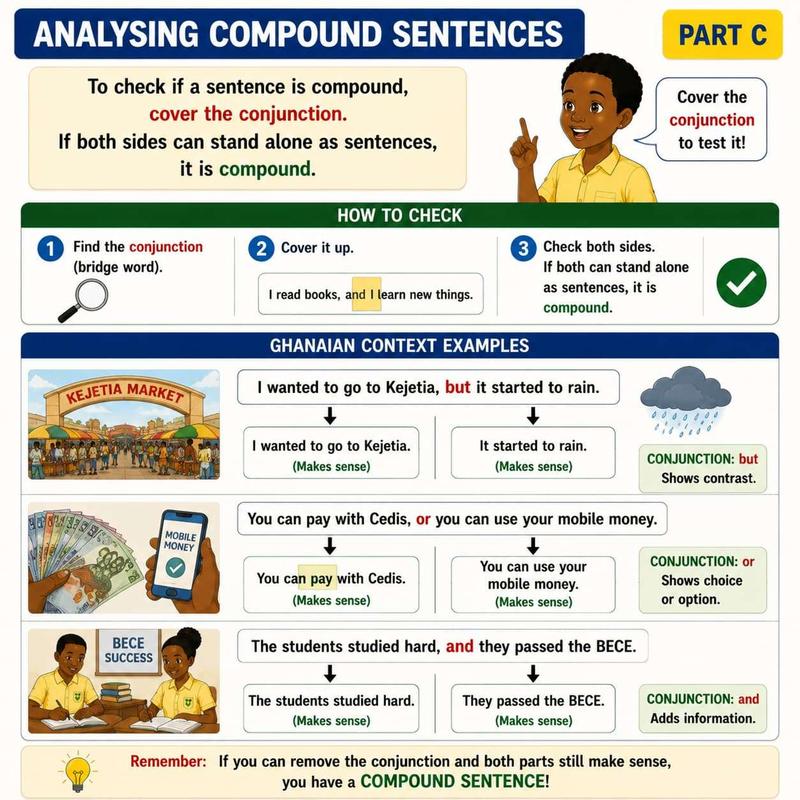 ANALYSING COMPOUND SENTENCES
PART C
To check if a sentence is compound,
cover the conjunction.
If both sides can stand alone as sentences,
it is compound.
Cover the
conjunction
to test it!
HOW TO CHECK
1 Find the conjunction
(bridge word).
2 Cover it up.
I read books, and I learn new things.
3 Check both sides.
If both can stand alone
as sentences, it is
compound.
GHANAIAN CONTEXT EXAMPLES
KEJETIA MARKET
I wanted to go to Kejetia, but it started to rain.
I wanted to go to Kejetia.
(Makes sense)
It started to rain.
(Makes sense)
CONJUNCTION: but
Shows contrast.
MOBILE
MONEY
You can pay with Cedis, or you can use your mobile money.
You can pay with Cedis.
(Makes sense)
You can use your
mobile money.
(Makes sense)
CONJUNCTION: or
Shows choice
or option.
BECE
SUCCESS
The students studied hard, and they passed the BECE.
The students studied hard.
(Makes sense)
They passed the BECE.
(Makes sense)
CONJUNCTION: and
Adds information.
Remember: If you can remove the conjunction and both parts still make sense,
you have a COMPOUND SENTENCE!